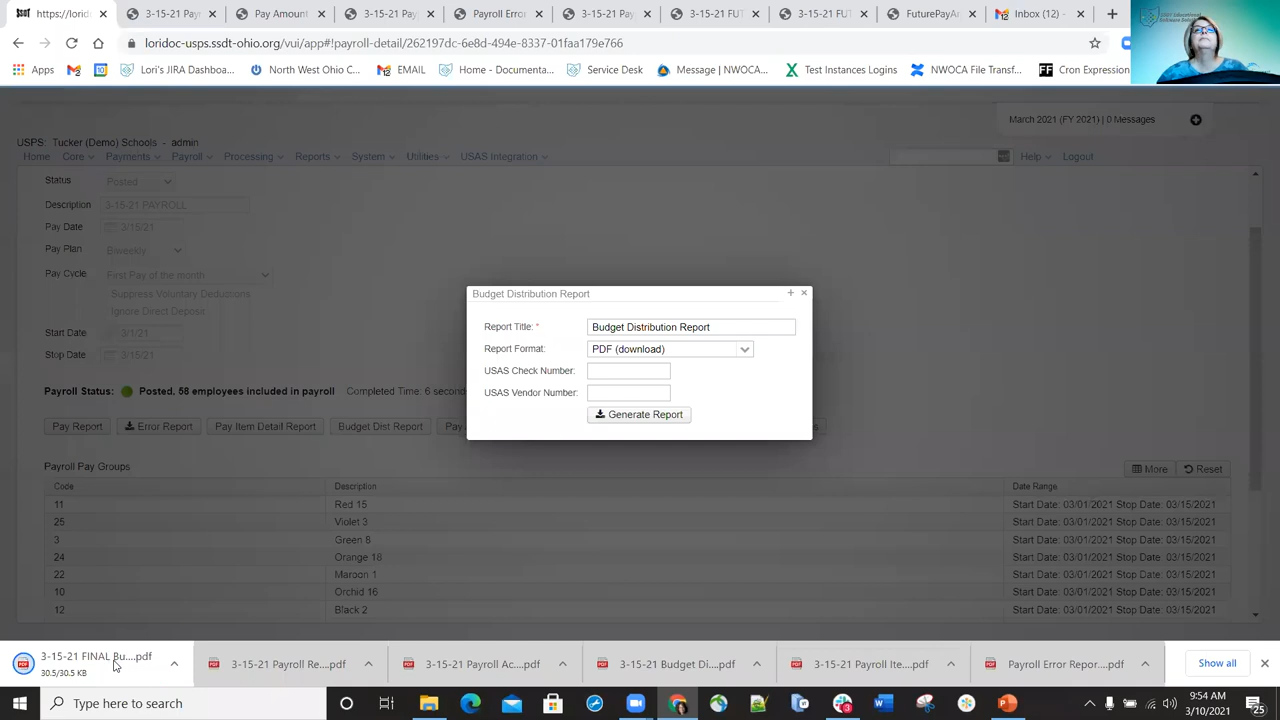 https://lori
3-15-21 Payr
Pay Amount
3-15-21 Pay
Payroll Error
3-15-21 Pay
3-15-21 FUT
3-15-21 FUT
FuturePayAr
Inbox (12) -
loridoc-usps.ssdt-ohio.org/vui/app#!payroll-detail/262197dc-6e8d-494e-8337-01faa179e766
Apps
Lori's JIRA Dashboa...
North West Ohio C...
EMAIL
Home - Documenta...
Service Desk
Message | NWOCA...
Test Instances Logins
NWOCA File Transf...
Cron Expression
March 2021 (FY 2021) | 0 Messages
USPS: Tucker (Demo) Schools - admin
Home Core Payments Payroll Processing Reports System Utilities USAS Integration Help Logout
Status Posted
Description 3-15-21 PAYROLL
Pay Date 3/15/21
Pay Plan Biweekly
Pay Cycle First Pay of the month
Suppress Voluntary Deductions
Ignore Direct Deposit
Start Date 3/1/21
Stop Date 3/15/21
Budget Distribution Report
Report Title: * Budget Distribution Report
Report Format: PDF (download)
USAS Check Number:
USAS Vendor Number:
Generate Report
Payroll Status: Posted. 58 employees included in payroll Completed Time: 6 seconds
Pay Report Error Report Pay Item Detail Report Budget Dist Report Pay
Payroll Pay Groups More Reset
Code Description Date Range
11 Red 15 Start Date: 03/01/2021 Stop Date: 03/15/2021
25 Violet 3 Start Date: 03/01/2021 Stop Date: 03/15/2021
3 Green 8 Start Date: 03/01/2021 Stop Date: 03/15/2021
24 Orange 18 Start Date: 03/01/2021 Stop Date: 03/15/2021
22 Maroon 1 Start Date: 03/01/2021 Stop Date: 03/15/2021
10 Orchid 16 Start Date: 03/01/2021 Stop Date: 03/15/2021
12 Black 2 Start Date: 03/01/2021 Stop Date: 03/15/2021
3-15-21 FINAL Bu....pdf
30.5/30.5 KB
3-15-21 Payroll Re....pdf
3-15-21 Payroll Ac....pdf
3-15-21 Budget Di....pdf
3-15-21 Payroll Ite....pdf
Payroll Error Repor....pdf
Show all
Type here to search
9:54 AM
3/10/2021
25